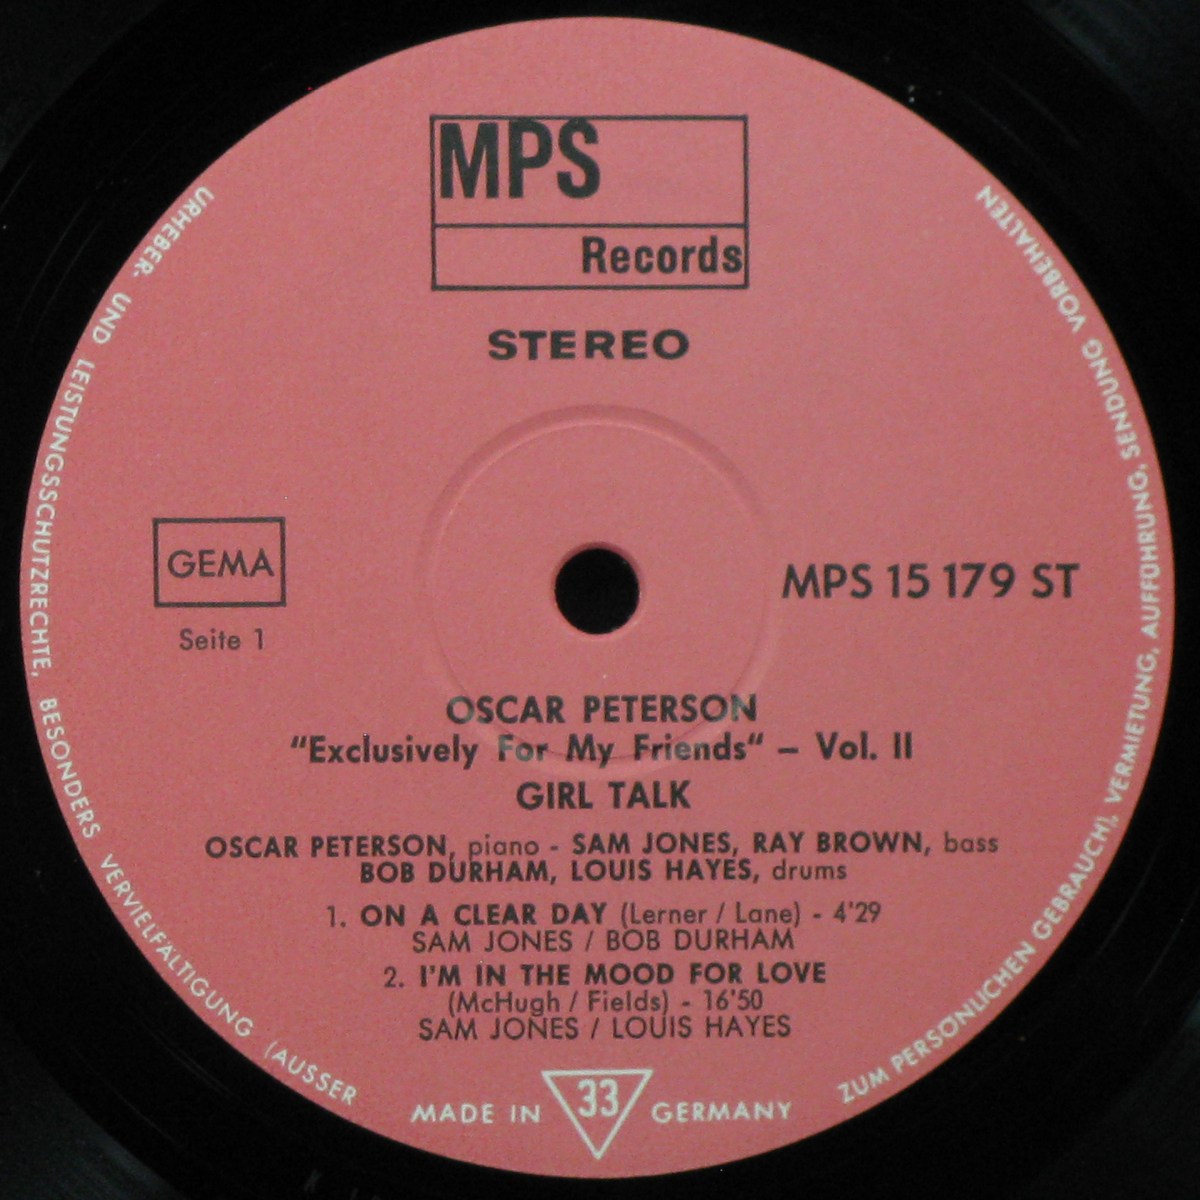 MPS
Records
STEREO
GEMA
Seite 1
MPS 15 179 ST
OSCAR PETERSON
"Exclusively For My Friends" – Vol. II
GIRL TALK
OSCAR PETERSON, piano - SAM JONES, RAY BROWN, bass
BOB DURHAM, LOUIS HAYES, drums
1. ON A CLEAR DAY (Lerner / Lane) - 4'29
SAM JONES / BOB DURHAM
2. I'M IN THE MOOD FOR LOVE
(McHugh / Fields) - 16'50
SAM JONES / LOUIS HAYES
MADE IN 33 GERMANY
URHEBER- UND LEISTUNGSSCHUTZRECHTE, BESONDERS VERVIELFÄLTIGUNG (AUSSER ZUM PERSÖNLICHEN GEBRAUCH), VERMIETUNG, AUFFÜHRUNG, SENDUNG VORBEHALTEN